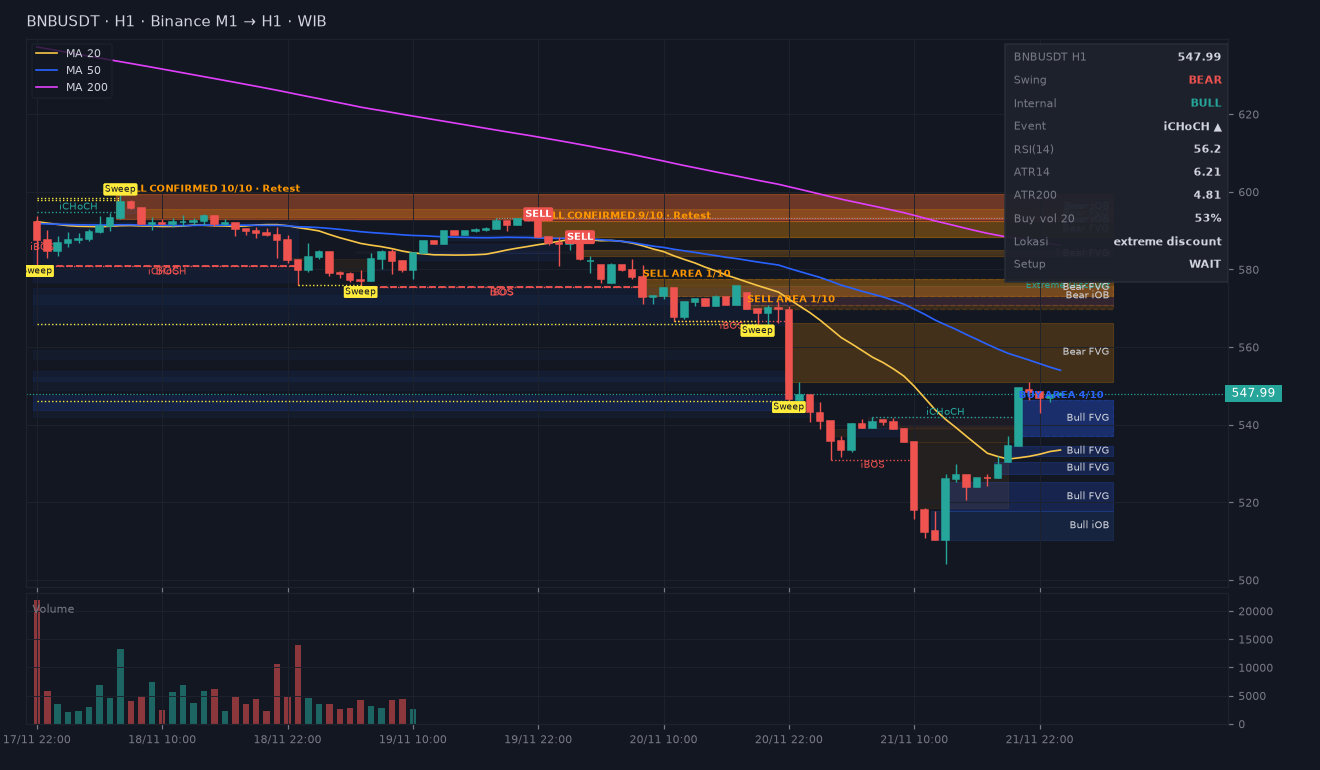 BNBUSDT · H1 · Binance M1 → H1 · WIB
MA 20
MA 50
MA 200
BNBUSDT H1 547.99
Swing BEAR
Internal BULL
Event iCHoCH ▲
RSI(14) 56.2
ATR14 6.21
ATR200 4.81
Buy vol 20 53%
Lokasi extreme discount
Setup WAIT
620
600
580
560
547.99
540
520
500
Sweep
LL CONFIRMED 10/10 · Retest
iCHoCH
SELL
LL CONFIRMED 9/10 · Retest
SELL
weep
Sweep
SELL AREA 1/10
BOS
SELL AREA 1/10
iBOS
Sweep
Sweep
Bear FVG
Bear iOB
Bear FVG
AREA 4/10
iCHoCH
iBOS
Bull FVG
Bull FVG
Bull FVG
Bull FVG
Bull iOB
Volume
20000
15000
10000
5000
0
17/11 22:00
18/11 10:00
18/11 22:00
19/11 10:00
19/11 22:00
20/11 10:00
20/11 22:00
21/11 10:00
21/11 22:00